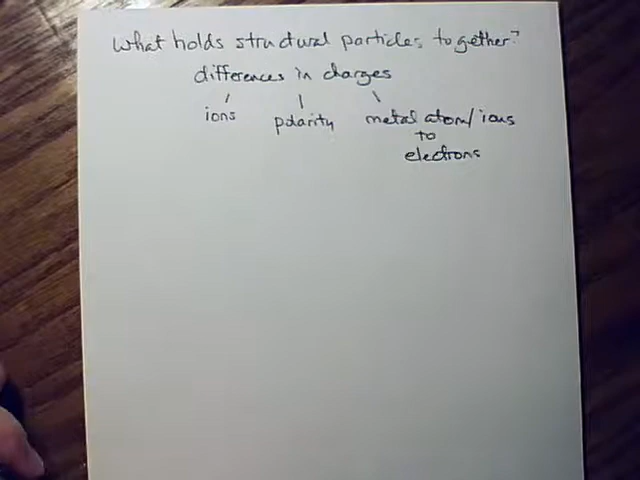 What holds structural particles together?
differences in charges
ions polarity metal atom/ions
to
electrons